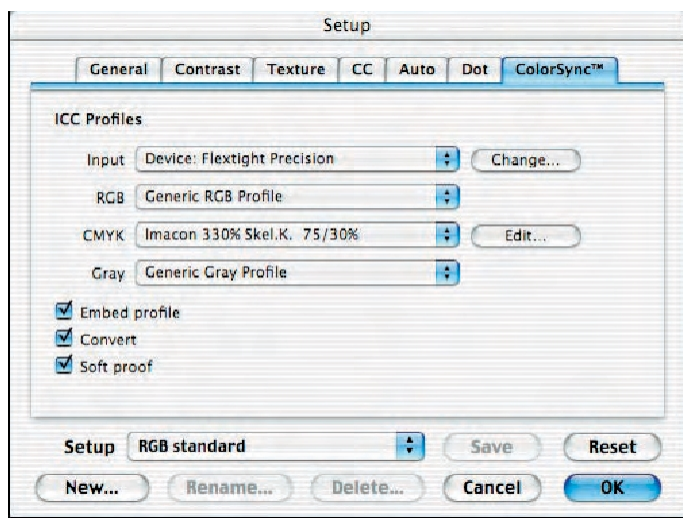 Setup
General Contrast Texture CC Auto Dot ColorSync™
ICC Profiles
Input Device: Flextight Precision Change...
RGB Generic RGB Profile
CMYK Imacon 330% Skel.K. 75/30% Edit...
Gray Generic Gray Profile
Embed profile
Convert
Soft proof
Setup RGB standard Save Reset
New... Rename... Delete... Cancel OK